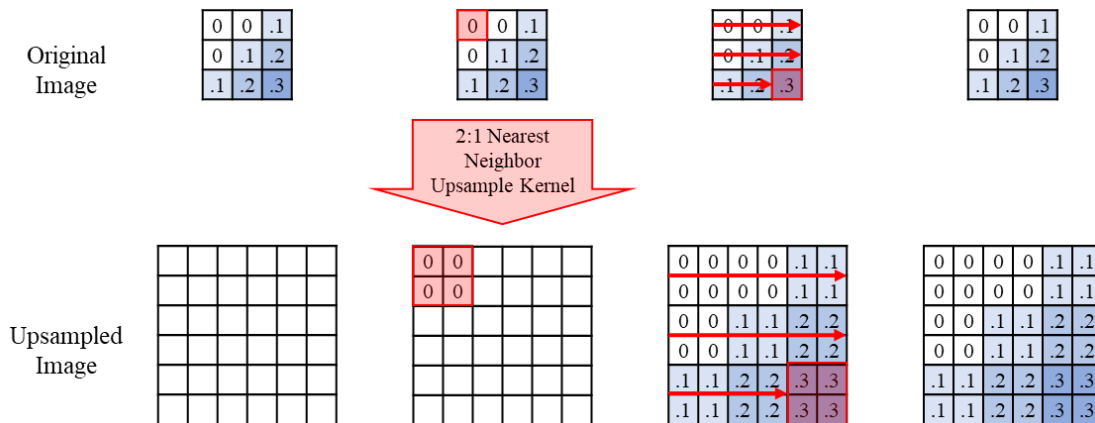 Original
Image
0 0 .1
0 .1 .2
.1 .2 .3
0 0 .1
0 .1 .2
.1 .2 .3
0 0 .1
0 .1 .2
.1 .2 .3
0 0 .1
0 .1 .2
.1 .2 .3
2:1 Nearest
Neighbor
Upsample Kernel
Upsampled
Image
0 0
0 0
0 0 0 0 .1 .1
0 0 0 0 .1 .1
0 0 .1 .1 .2 .2
0 0 .1 .1 .2 .2
.1 .1 .2 .2 .3 .3
.1 .1 .2 .2 .3 .3
0 0 0 0 .1 .1
0 0 0 0 .1 .1
0 0 .1 .1 .2 .2
0 0 .1 .1 .2 .2
.1 .1 .2 .2 .3 .3
.1 .1 .2 .2 .3 .3